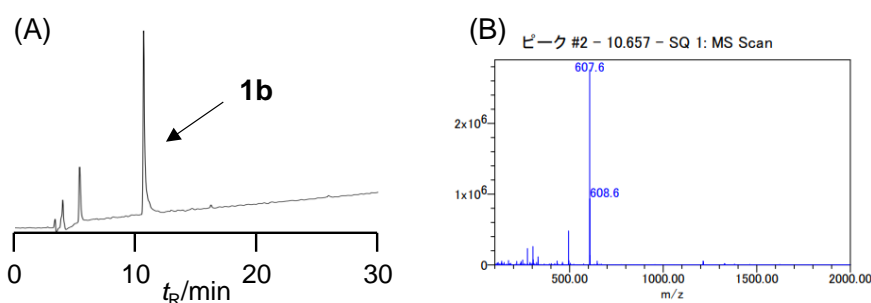 (A)
1b
0
10
20
30
tR/min
(B)
ピーク #2 - 10.657 - SQ 1: MS Scan
607.6
2x10⁶
1x10⁶
608.6
0
500.00
1000.00
1500.00
2000.00
m/z